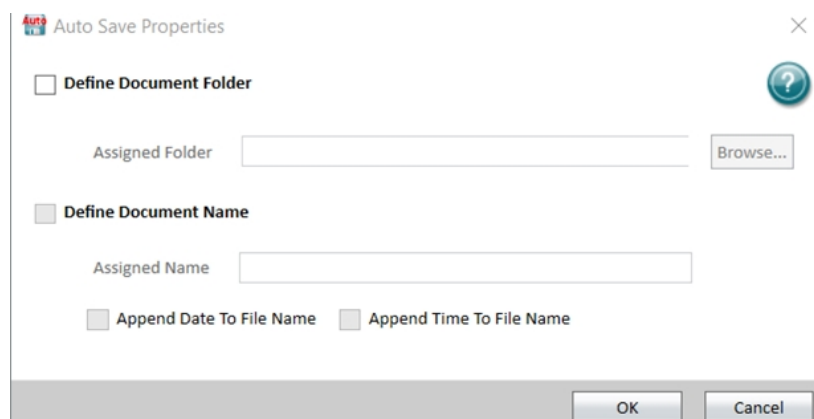 Auto
Auto Save Properties
Define Document Folder
?
Assigned Folder
Browse...
Define Document Name
Assigned Name
Append Date To File Name Append Time To File Name
OK Cancel